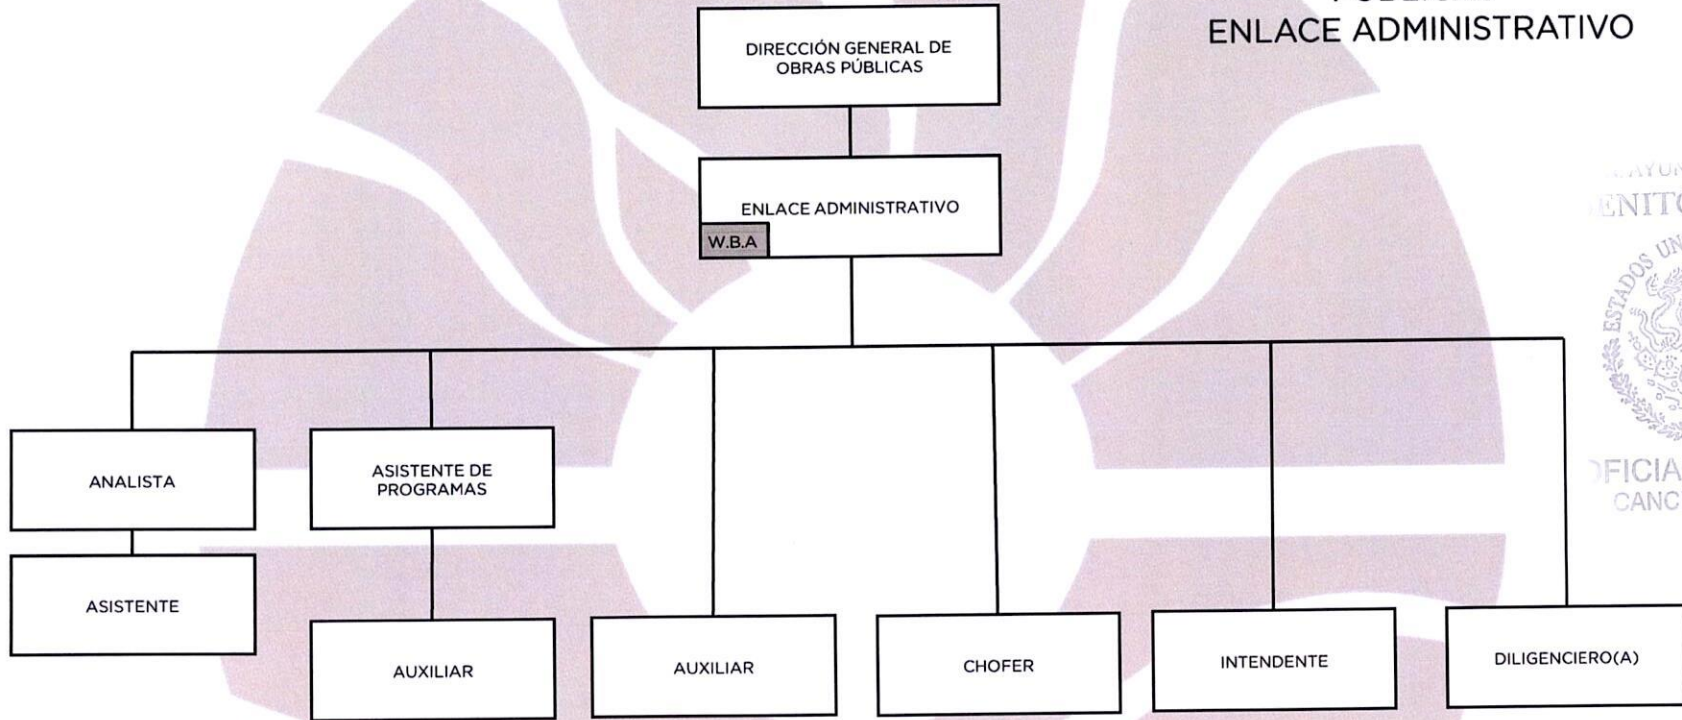 ENLACE ADMINISTRATIVO
DIRECCIÓN GENERAL DE
OBRAS PÚBLICAS
ENLACE ADMINISTRATIVO
W.B.A
ESTADOS
ANALISTA
ASISTENTE DE
PROGRAMAS
ASISTENTE
AUXILIAR
AUXILIAR
CHOFER
INTENDENTE
DILIGENCIERO(A)